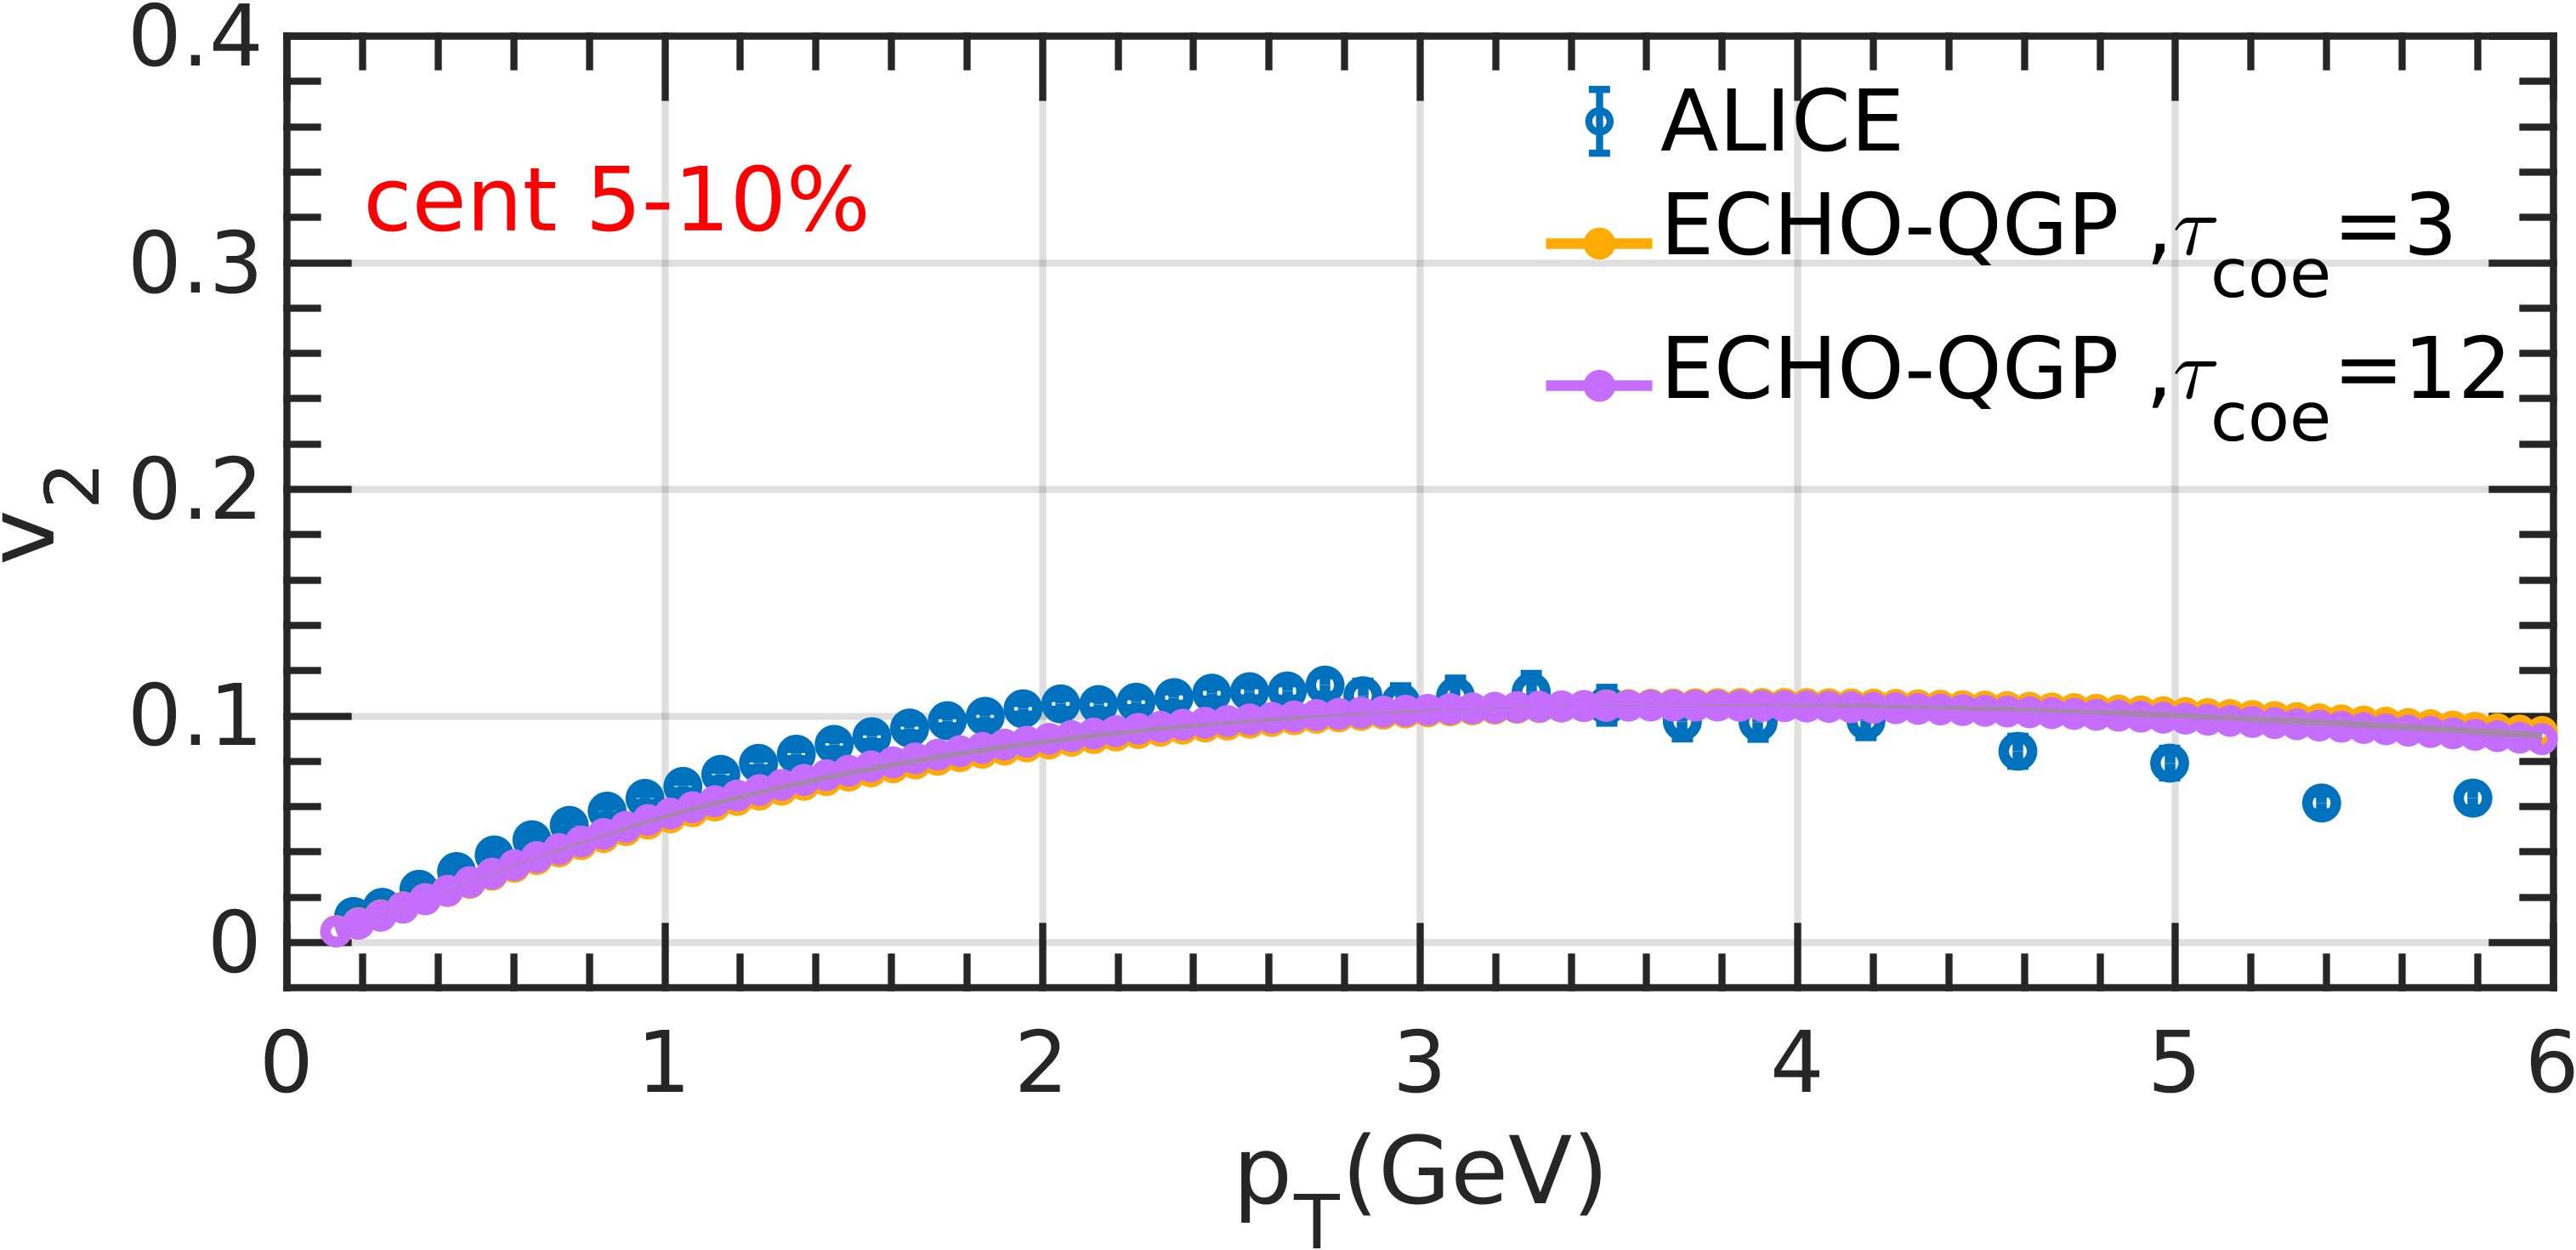 0.4
0.3
0.2
0.1
0
v2
cent 5-10%
ALICE
ECHO-QGP ,τcoe=3
ECHO-QGP ,τcoe=12
0 1 2 3 4 5 6
pT(GeV)